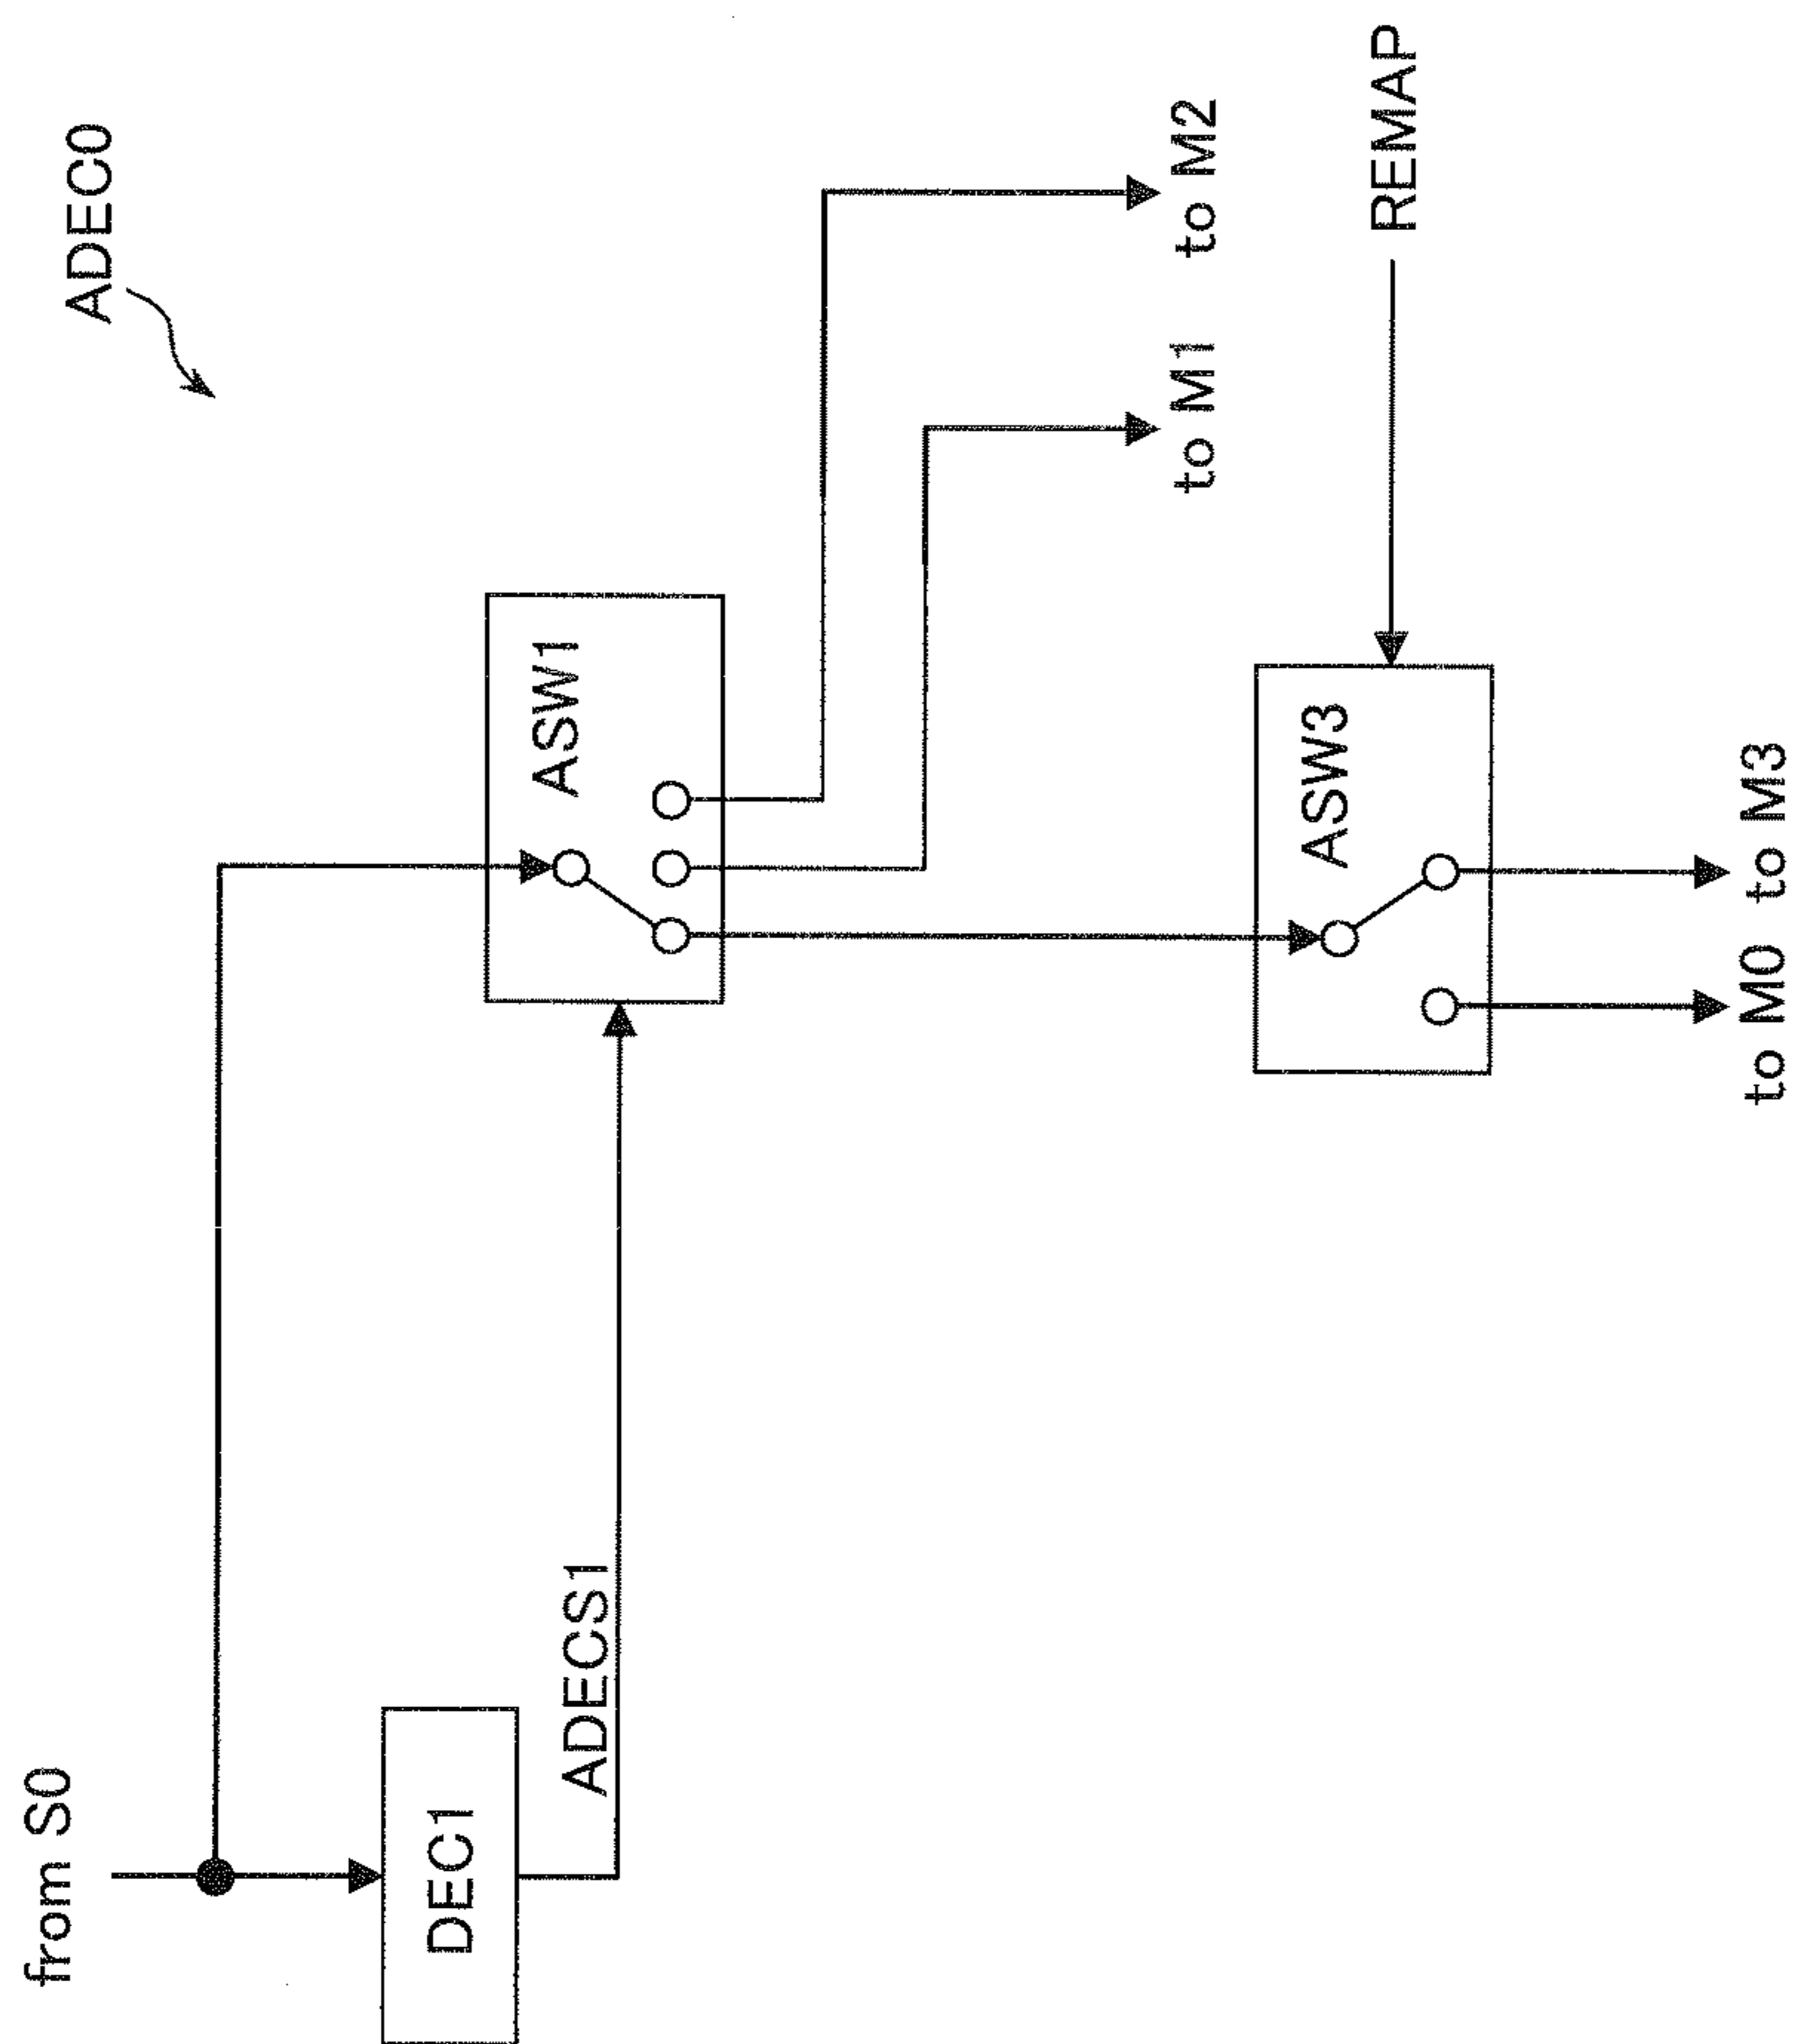 ADEC0
from S0
DEC1
ADECS1
ASW1
to M1
to M2
REMAP
ASW3
to M0
to M3